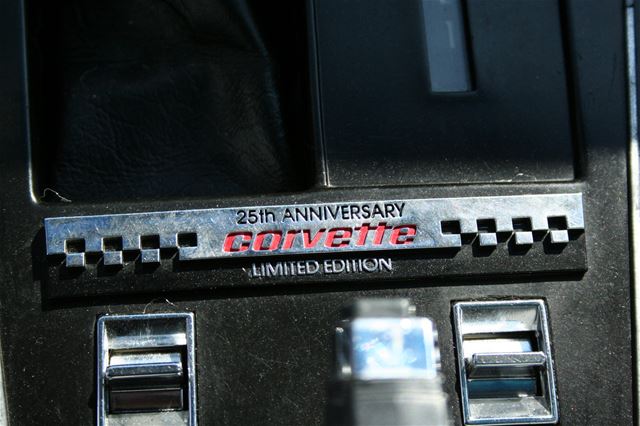 25th ANNIVERSARY
corvette
LIMITED EDITION